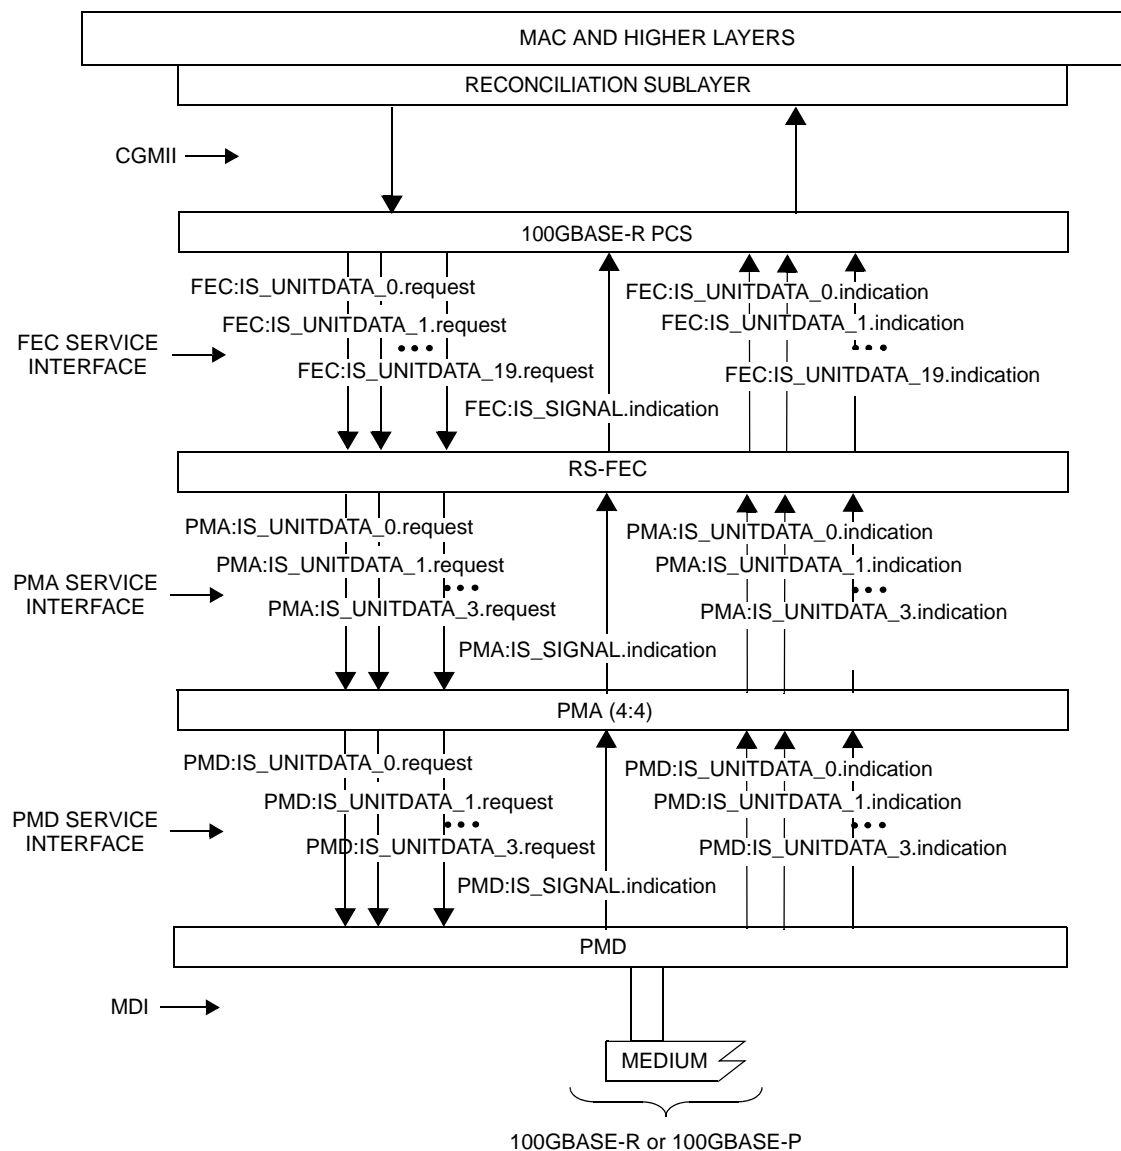 MAC AND HIGHER LAYERS
RECONCILIATION SUBLAYER
CGMII
100GBASE-R PCS
FEC:IS_UNITDATA_0.request
FEC:IS_UNITDATA_0.indication
FEC:IS_UNITDATA_1.request
FEC:IS_UNITDATA_1.indication
FEC SERVICE
INTERFACE
FEC:IS_UNITDATA_19.request
FEC:IS_UNITDATA_19.indication
FEC:IS_SIGNAL.indication
RS-FEC
PMA:IS_UNITDATA_0.request
PMA:IS_UNITDATA_0.indication
PMA:IS_UNITDATA_1.request
PMA:IS_UNITDATA_1.indication
PMA SERVICE
INTERFACE
PMA:IS_UNITDATA_3.request
PMA:IS_UNITDATA_3.indication
PMA:IS_SIGNAL.indication
PMA (4:4)
PMD:IS_UNITDATA_0.request
PMD:IS_UNITDATA_0.indication
PMD:IS_UNITDATA_1.request
PMD:IS_UNITDATA_1.indication
PMD SERVICE
INTERFACE
PMD:IS_UNITDATA_3.request
PMD:IS_UNITDATA_3.indication
PMD:IS_SIGNAL.indication
PMD
MDI
MEDIUM
100GBASE-R or 100GBASE-P